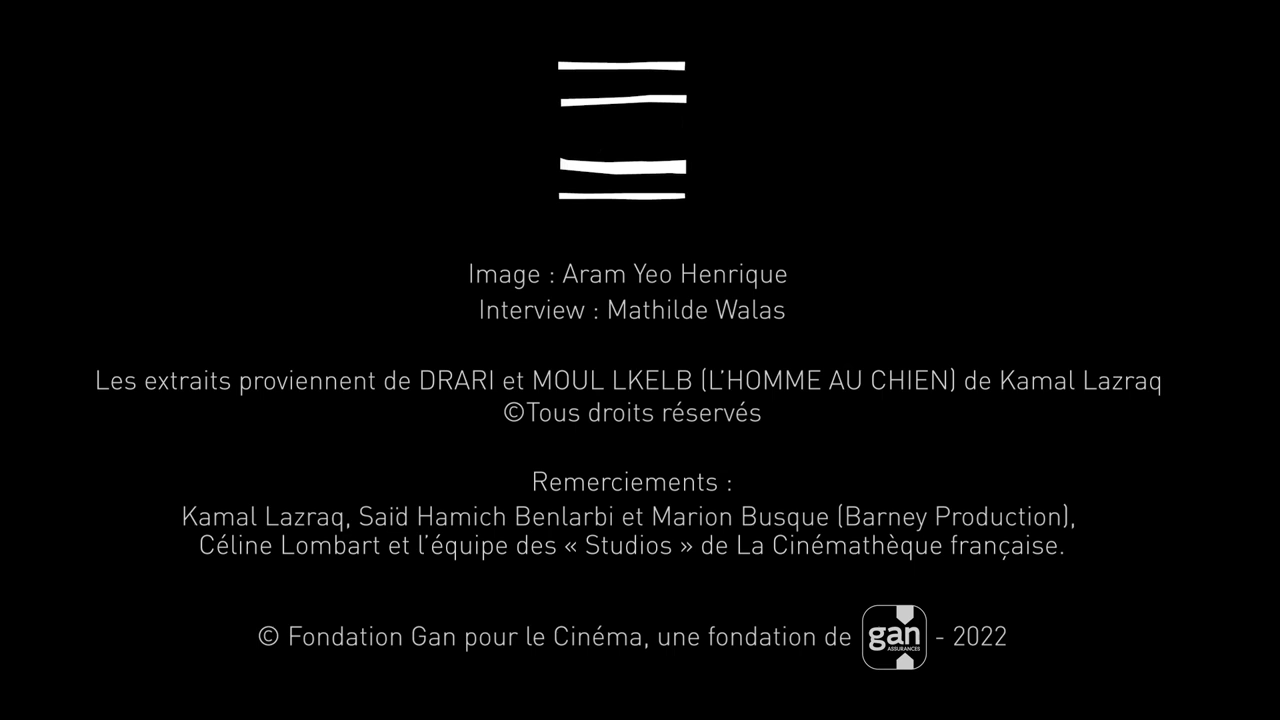 Image : Aram Yeo Henrique
Interview : Mathilde Walas
Les extraits proviennent de DRARI et MOUL LKELB (L’HOMME AU CHIEN) de Kamal Lazraq
©Tous droits réservés
Remerciements :
Kamal Lazraq, Saïd Hamich Benlarbi et Marion Busque (Barney Production),
Céline Lombart et l’équipe des « Studios » de La Cinémathèque française.
© Fondation Gan pour le Cinéma, une fondation de gan ASSURANCES - 2022